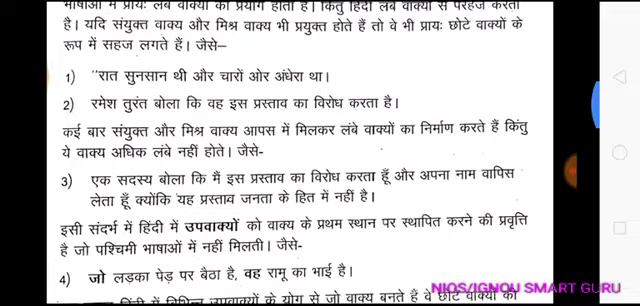 भाषाओं में प्रायः लंबे वाक्यों का प्रयोग होता है। किंतु हिंदी लंबे वाक्यों से परहेज करती
है। यदि संयुक्त वाक्य और मिश्र वाक्य भी प्रयुक्त होते हैं तो वे भी प्रायः छोटे वाक्यों के
रूप में सहज लगते हैं। जैसे–
1) "रात सुनसान थी और चारों ओर अंधेरा था।
2) रमेश तुरंत बोला कि वह इस प्रस्ताव का विरोध करता है।
कई बार संयुक्त और मिश्र वाक्य आपस में मिलकर लंबे वाक्यों का निर्माण करते हैं किंतु
ये वाक्य अधिक लंबे नहीं होते। जैसे-
3) एक सदस्य बोला कि मैं इस प्रस्ताव का विरोध करता हूँ और अपना नाम वापिस
लेता हूँ क्योंकि यह प्रस्ताव जनता के हित में नहीं है।
इसी संदर्भ में हिंदी में उपवाक्यों को वाक्य के प्रथम स्थान पर स्थापित करने की प्रवृत्ति
है जो पश्चिमी भाषाओं में नहीं मिलती। जैसे-
4) जो लड़का पेड़ पर बैठा है, वह रामू का भाई है।
हिंदी में विभिन्न उपवाक्यों के योग से जो वाक्य बनते हैं वे छोटे वाक्यों की
NIOS/IGNOU SMART GURU